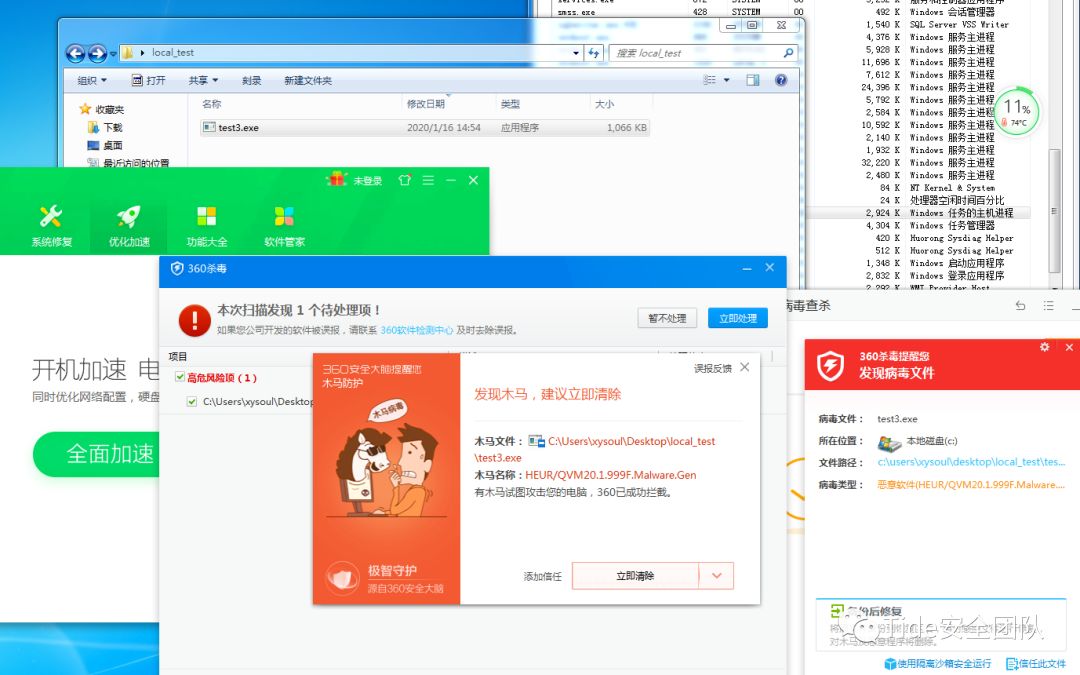 local_test
搜索 local_test
组织 打开 共享 刻录 新建文件夹
收藏夹
下载
桌面
最近访问的位置
名称 修改日期 类型 大小
test3.exe 2020/1/16 14:54 应用程序 1,066 KB
smss.exe 428 SYSTEM 00
492 K Windows 会话管理器
1,540 K SQL Server VSS Writer
4,376 K Windows 服务主进程
5,928 K Windows 服务主进程
11,696 K Windows 服务主进程
7,612 K Windows 服务主进程
24,396 K Windows 服务主进程
5,792 K Windows 服务主进程
2,584 K Windows 服务主进程
10,592 K Windows 服务主进程
2,140 K Windows 服务主进程
1,932 K Windows 服务主进程
32,220 K Windows 服务主进程
2,480 K Windows 服务主进程
84 K NT Kernel & System
24 K 处理器空闲时间百分比
2,924 K Windows 任务的主机进程
4,304 K Windows 任务管理器
420 K Huorong Sysdiag Helper
512 K Huorong Sysdiag Helper
1,348 K Windows 启动应用程序
2,832 K Windows 登录应用程序
2,292 K WMI Provider Host
11%
74℃
未登录
系统修复 优化加速 功能大全 软件管家
开机加速 电
同时优化网络配置，硬盘
全面加速
360杀毒
本次扫描发现 1 个待处理项！
如果您公司开发的软件被误报，请联系 360软件检测中心 及时去除误报。
暂不处理 立即处理
项目
高危风险项（1）
C:\Users\xysoul\Desktop
360安全大脑提醒您
木马防护
木马病毒
极智守护
源自360安全大脑
误报反馈
发现木马，建议立即清除
木马文件： C:\Users\xysoul\Desktop\local_test
\test3.exe
木马名称：HEUR/QVM20.1.999F.Malware.Gen
有木马试图攻击您的电脑，360已成功拦截。
添加信任 立即清除
病毒查杀
360杀毒提醒您
发现病毒文件
病毒文件： test3.exe
所在位置： 本地磁盘(c:)
文件路径： c:\users\xysoul\desktop\local_test\tes...
病毒类型： 恶意软件(HEUR/QVM20.1.999F.Malware....
备份后修复
Tide安全团队
使用隔离沙箱安全运行 信任此文件